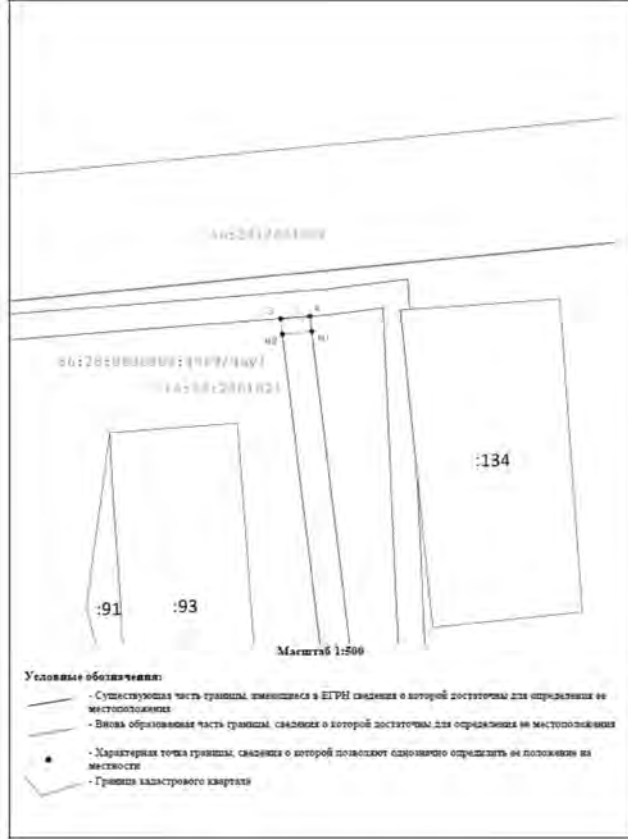 :134
:91
:93
Масштаб 1:500
Условные обозначения:
- Существующая часть границы, имеющиеся в ЕГРН сведения о которой достаточны для определения ее
местоположения
- Вновь образованная часть границы, сведения о которой достаточны для определения ее местоположения
- Характерная точка границы, сведения о которой позволяют однозначно определить ее положение на
местности
- Граница кадастрового квартала